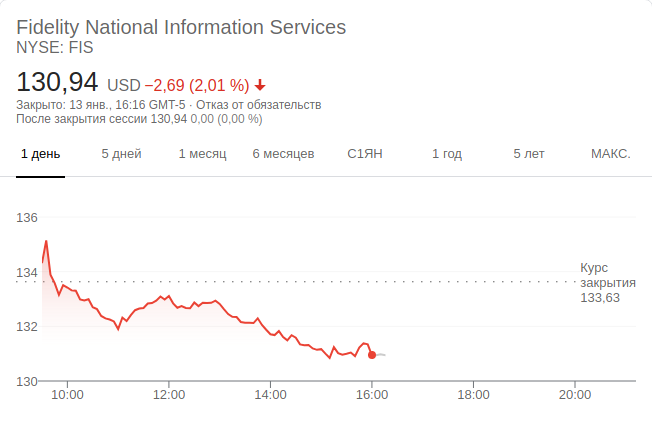 Fidelity National Information Services
NYSE: FIS
130,94 USD −2,69 (2,01 %)
Закрыто: 13 янв., 16:16 GMT-5 · Отказ от обязательств
После закрытия сессии 130,94 0,00 (0,00 %)
1 день 5 дней 1 месяц 6 месяцев С1ЯН 1 год 5 лет МАКС.
136
134
132
130
Курс
закрытия
133,63
10:00 12:00 14:00 16:00 18:00 20:00